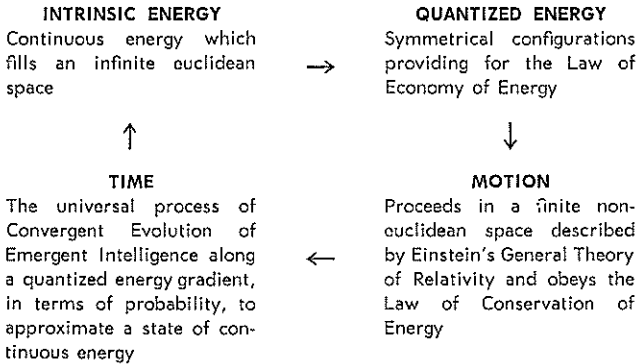 INTRINSIC ENERGY
Continuous energy which
fills an infinite euclidean
space
→
QUANTIZED ENERGY
Symmetrical configurations
providing for the Law of
Economy of Energy
↑
↓
TIME
The universal process of
Convergent Evolution of
Emergent Intelligence along
a quantized energy gradient,
in terms of probability, to
approximate a state of con-
tinuous energy
←
MOTION
Proceeds in a finite non-
euclidean space described
by Einstein's General Theory
of Relativity and obeys the
Law of Conservation of
Energy